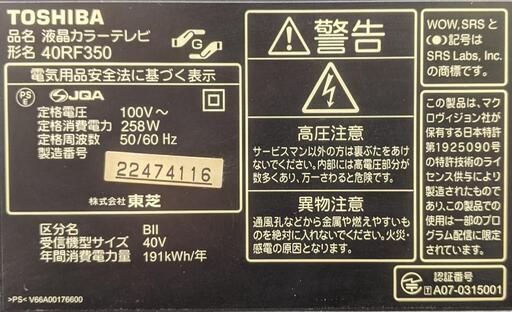 TOSHIBA
品名 液晶カラーテレビ
形名 40RF350
G S
電気用品安全法に基づく表示
PS E JQA
定格電圧 100V～
定格消費電力 258W
定格周波数 50/60 Hz
製造番号
22474116
株式会社 東芝
区分名 BII
受信機型サイズ 40V
年間消費電力量 191kWh/年
>PS< V66A00176600
警告
高圧注意
サービスマン以外の方は裏ぶたをあけ
ないでください。内部には高電圧部分が
数多くあり、万一さわると危険です。
異物注意
通風孔などから金属や燃えやすいもの
を絶対に入れないでください。火災・
感電の原因となります。
WOW, SRS と
(●)記号は
SRS Labs, Inc.
の商標です。
この製品は、マク
ロヴィジョン社が
保有する日本特許
第1925090号
の特許技術のライ
センス供与により
製造されており、
あって、この製品での
使用は一部のプロ
グラム配信に限定さ
れています。
認証番号
T A07-0315001